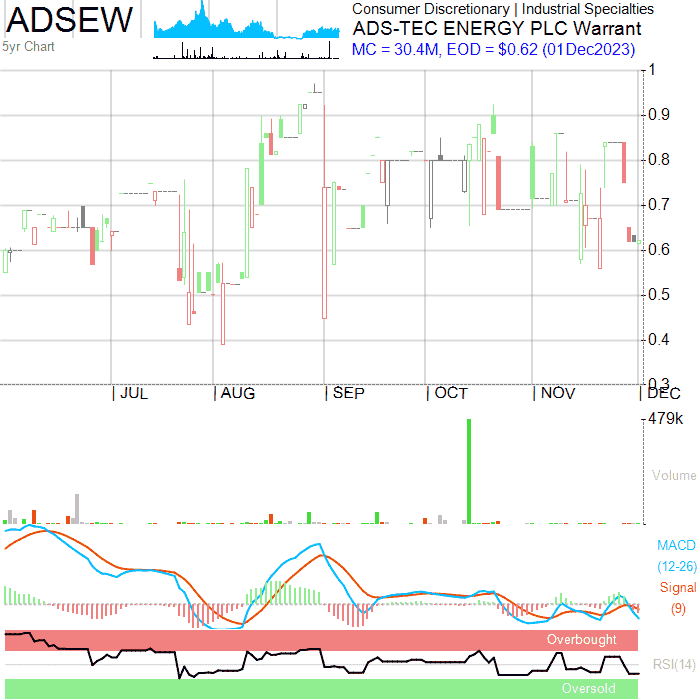 ADSEW
5yr Chart
Consumer Discretionary | Industrial Specialties
ADS-TEC ENERGY PLC Warrant
MC = 30.4M, EOD = $0.62 (01Dec2023)
1
0.9
0.8
0.7
0.6
0.5
0.4
0.3
JUL
AUG
SEP
OCT
NOV
DEC
479k
Volume
MACD
(12-26)
Signal
(9)
Overbought
RSI(14)
Oversold